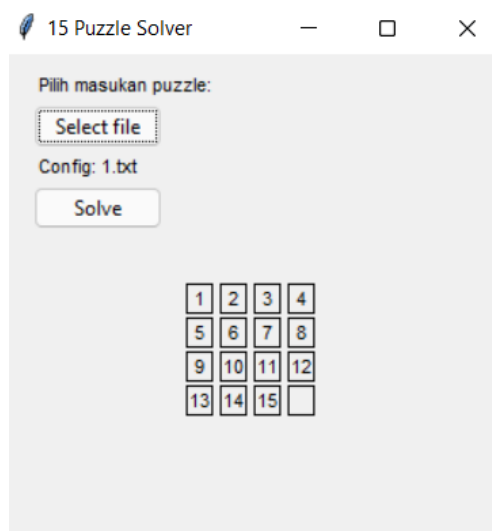 15 Puzzle Solver
Pilih masukan puzzle:
Select file
Config: 1.txt
Solve
1 2 3 4
5 6 7 8
9 10 11 12
13 14 15